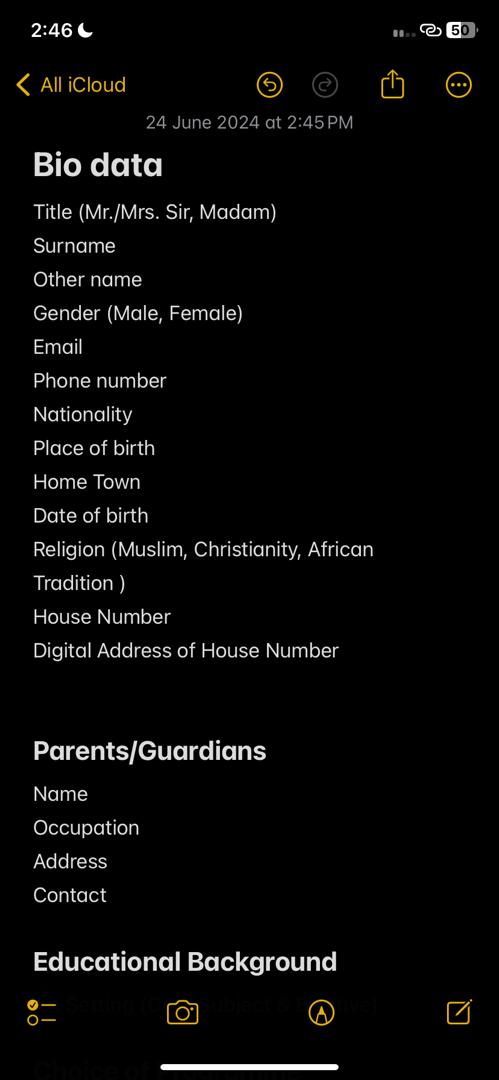 2:46
50
All iCloud
24 June 2024 at 2:45 PM
Bio data
Title (Mr./Mrs. Sir, Madam)
Surname
Other name
Gender (Male, Female)
Email
Phone number
Nationality
Place of birth
Home Town
Date of birth
Religion (Muslim, Christianity, African
Tradition )
House Number
Digital Address of House Number
Parents/Guardians
Name
Occupation
Address
Contact
Educational Background
Setting
Choice of